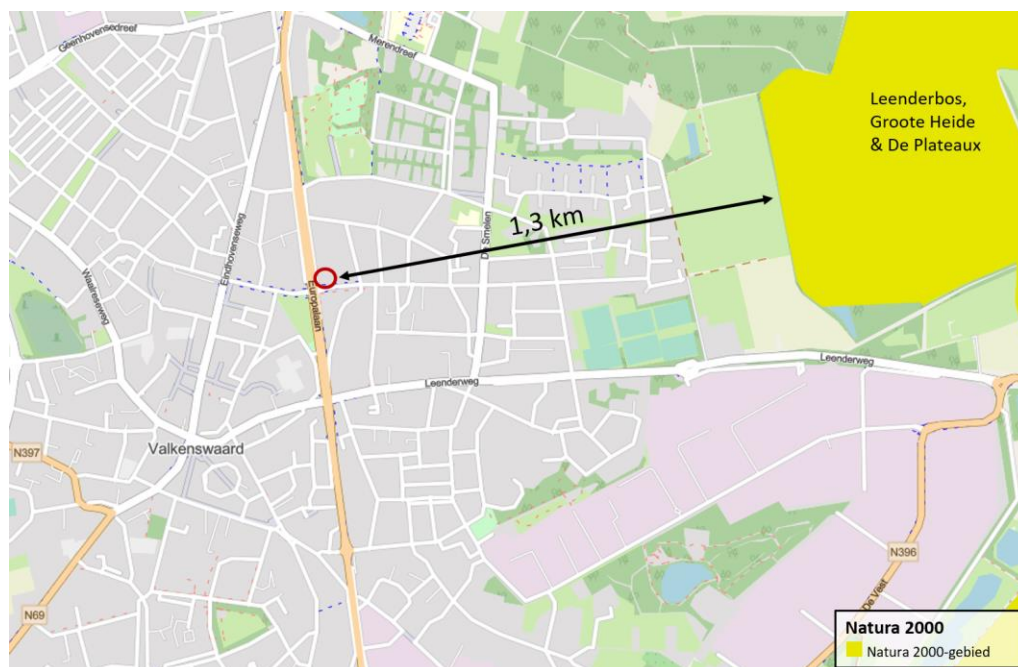 Geenhovensedreef
Merendreef
Leenderbos,
Groote Heide
& De Plateaux
1,3 km
De Smelen
Eindhovenseweg
Waalreseweg
Europalaan
Leenderweg
Leenderweg
Valkenswaard
N397
N396
De Vest
N69
Natura 2000
Natura 2000-gebied